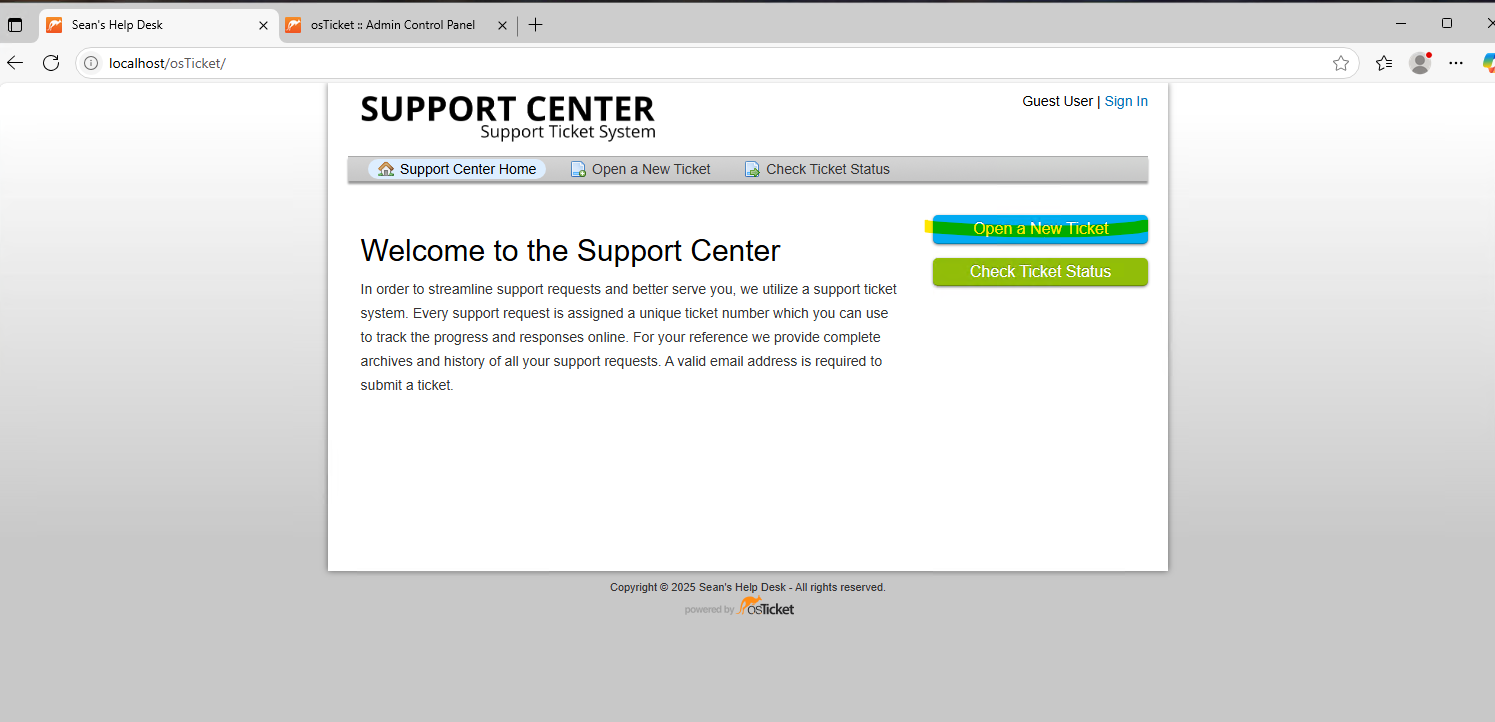 Sean's Help Desk
osTicket :: Admin Control Panel
localhost/osTicket/
SUPPORT CENTER
Support Ticket System
Guest User | Sign In
Support Center Home
Open a New Ticket
Check Ticket Status
Open a New Ticket
Check Ticket Status
Welcome to the Support Center
In order to streamline support requests and better serve you, we utilize a support ticket
system. Every support request is assigned a unique ticket number which you can use
to track the progress and responses online. For your reference we provide complete
archives and history of all your support requests. A valid email address is required to
submit a ticket.
Copyright © 2025 Sean's Help Desk - All rights reserved.
powered by osTicket